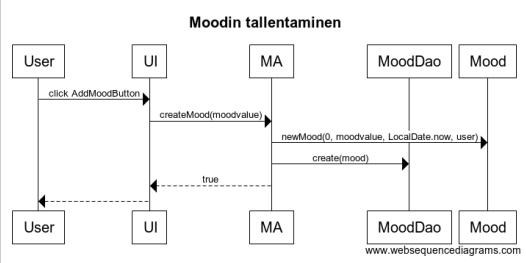 Moodin tallentaminen
User UI MA MoodDao Mood
click AddMoodButton
createMood(moodvalue)
newMood(0, moodvalue, LocalDate.now, user)
create(mood)
true
User UI MA MoodDao Mood
www.websequencediagrams.com